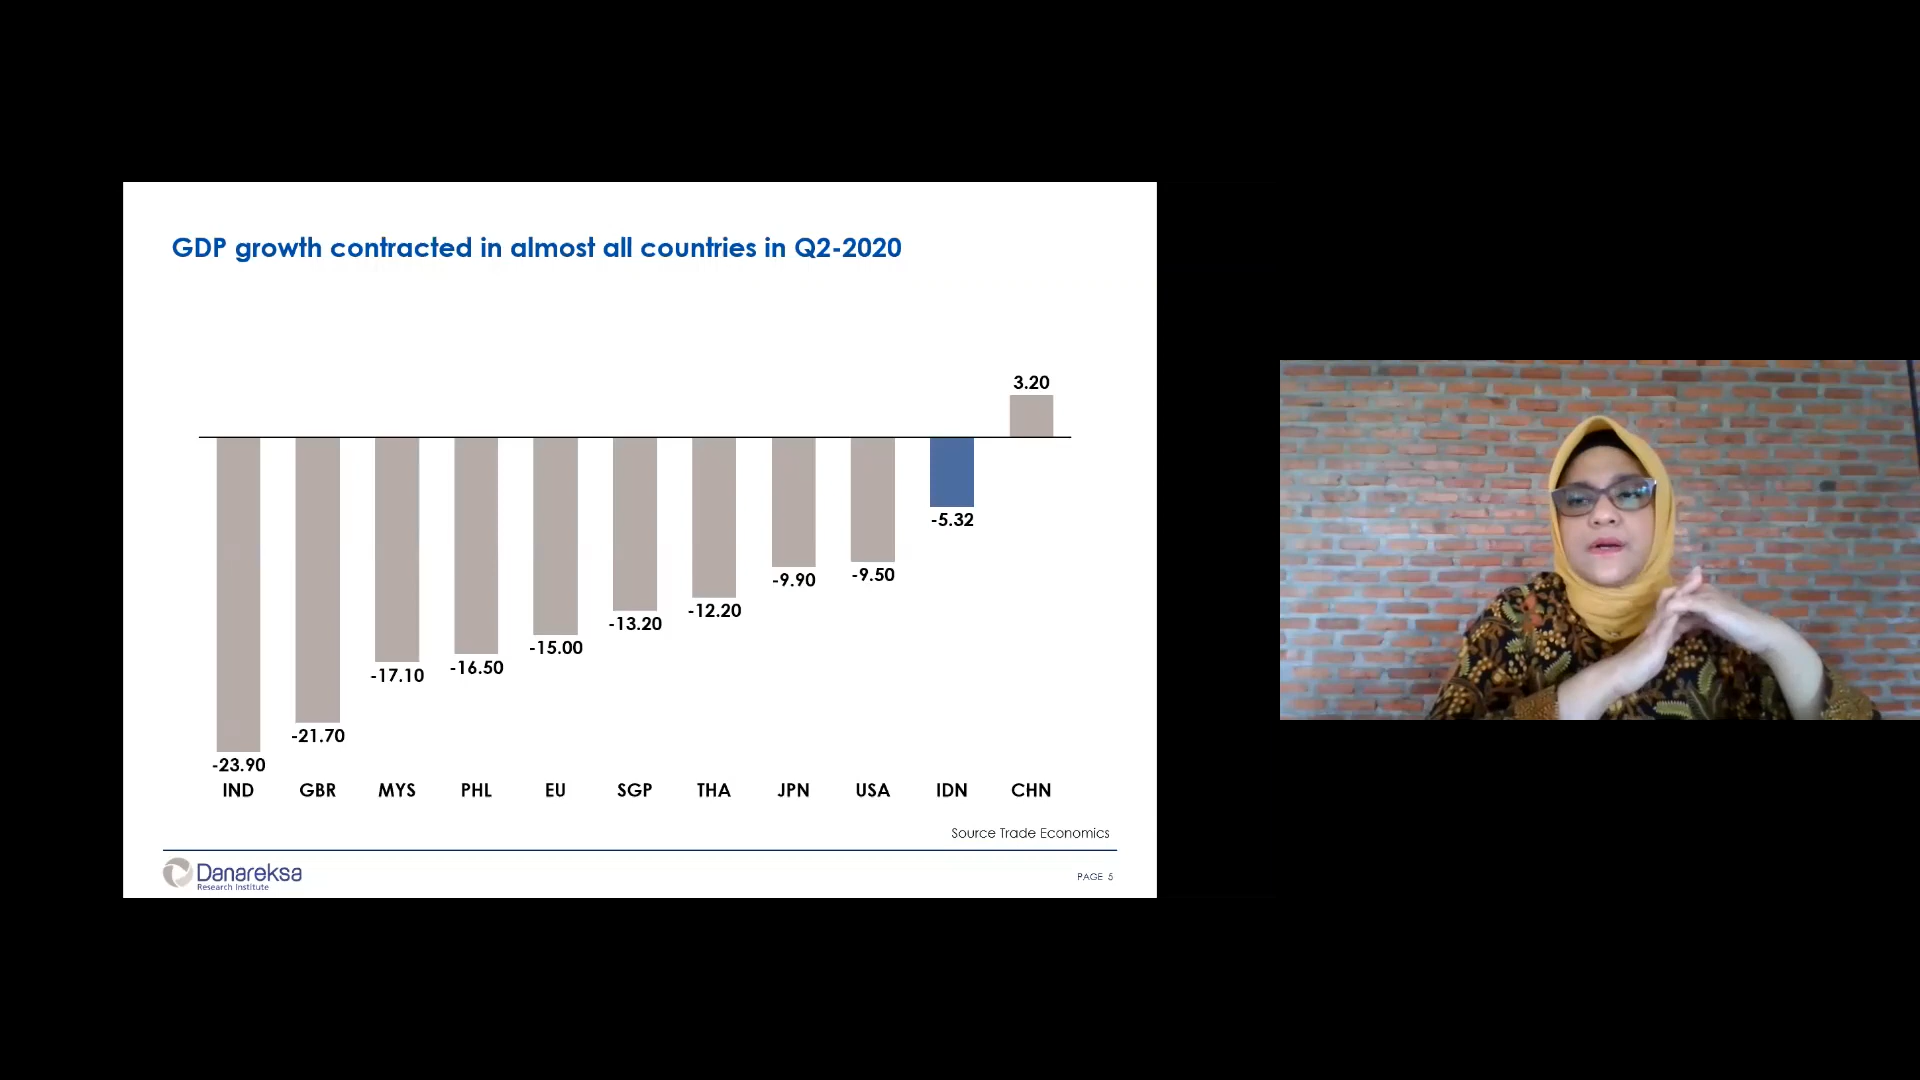 GDP growth contracted in almost all countries in Q2-2020
3.20
-5.32
-9.90
-9.50
-12.20
-13.20
-15.00
-16.50
-17.10
-21.70
-23.90
IND GBR MYS PHL EU SGP THA JPN USA IDN CHN
Source Trade Economics
Danareksa
Research Institute
PAGE 5